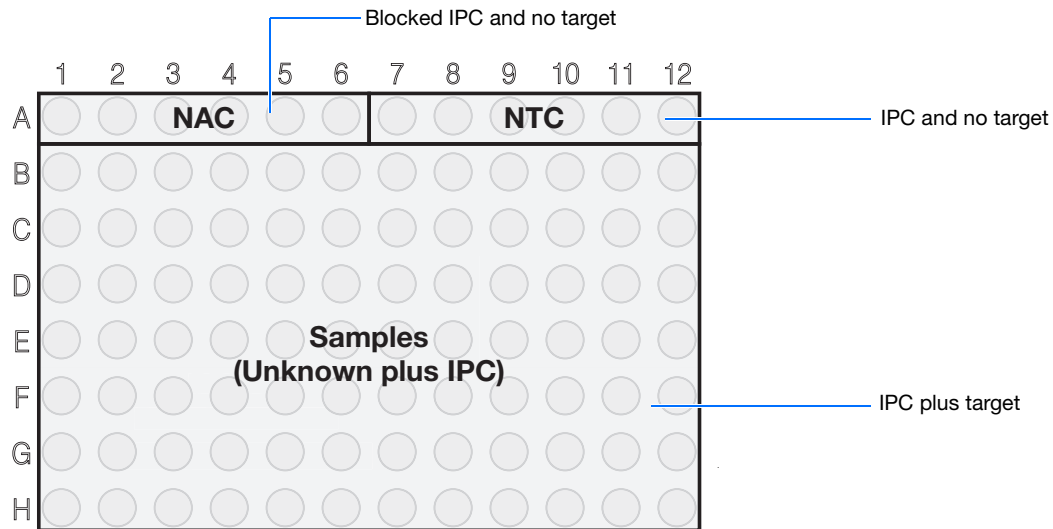 Blocked IPC and no target
1 2 3 4 5 6 7 8 9 10 11 12
A NAC NTC IPC and no target
B
C
D
E
Samples
(Unknown plus IPC)
F
IPC plus target
G
H